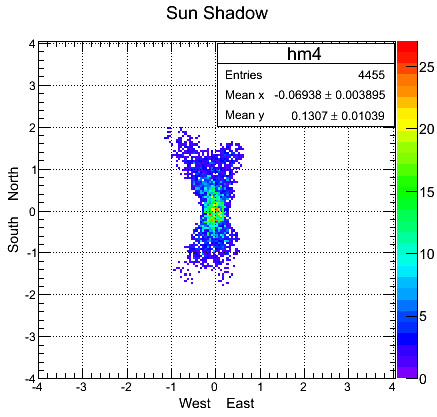 Sun Shadow
hm4
Entries 4455
Mean x -0.06938 ± 0.003895
Mean y 0.1307 ± 0.01039
4
3
2
1
0
-1
-2
-3
-4
South North
-4 -3 -2 -1 0 1 2 3 4
West East
25
20
15
10
5
0